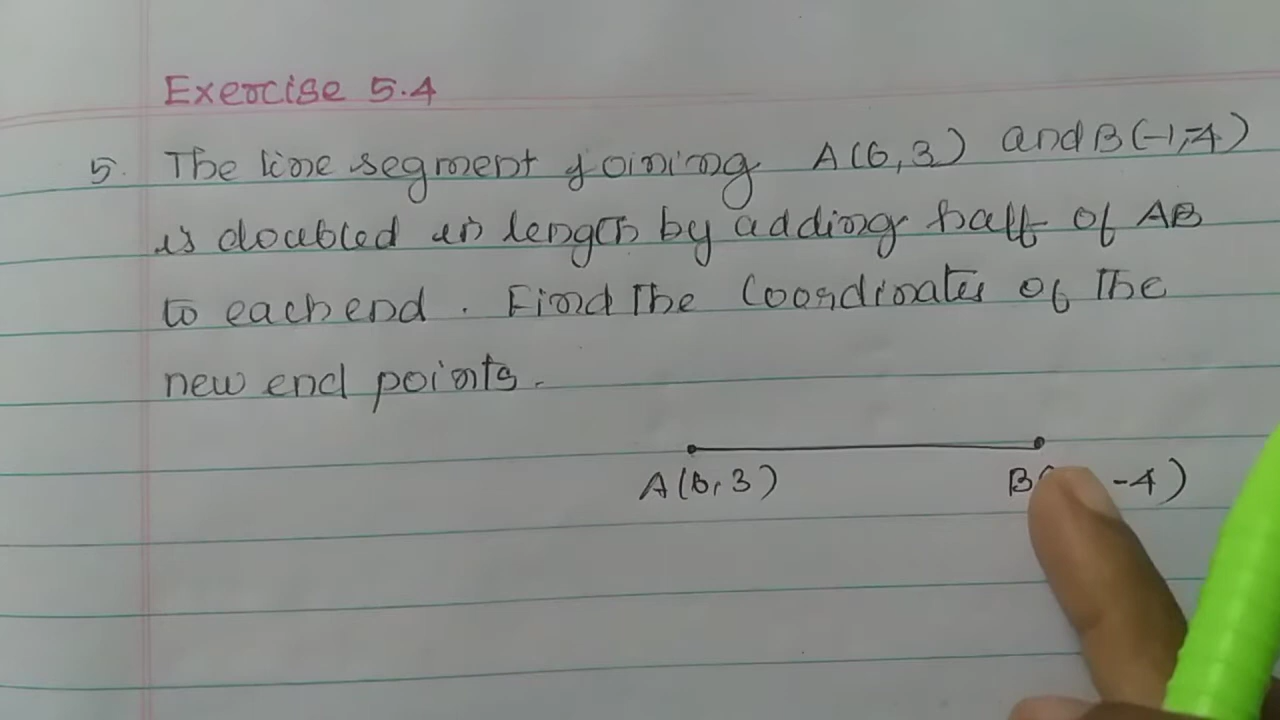 Exercise 5.4
5. The line segment joining A(6,3) and B(-1,-4)
is doubled in length by adding half of AB
to each end. Find The Coordinates of The
new end points.
A(6,3) B( -4)